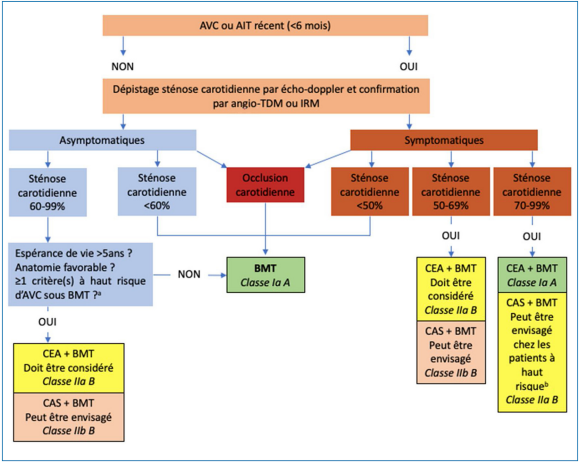 AVC ou AIT récent (<6 mois)
NON
OUI
Dépistage sténose carotidienne par écho-doppler et confirmation
par angio-TDM ou IRM
Asymptomatiques
Symptomatiques
Sténose
carotidienne
60-99%
Sténose
carotidienne
<60%
Occlusion
carotidienne
Sténose
carotidienne
<50%
Sténose
carotidienne
50-69%
Sténose
carotidienne
70-99%
Espérance de vie >5ans ?
Anatomie favorable ?
≥1 critère(s) à haut risque
d'AVC sous BMT ?ᵃ
NON
BMT
Classe Ia A
OUI
OUI
OUI
CEA + BMT
Doit être considéré
Classe IIa B
CAS + BMT
Peut être envisagé
Classe IIb B
CEA + BMT
Doit être
considéré
Classe IIa B
CAS + BMT
Peut être
envisagé
Classe IIb B
CEA + BMT
Classe Ia A
CAS + BMT
Peut être
envisagé
chez les
patients à
haut
risqueᵇ
Classe IIa B